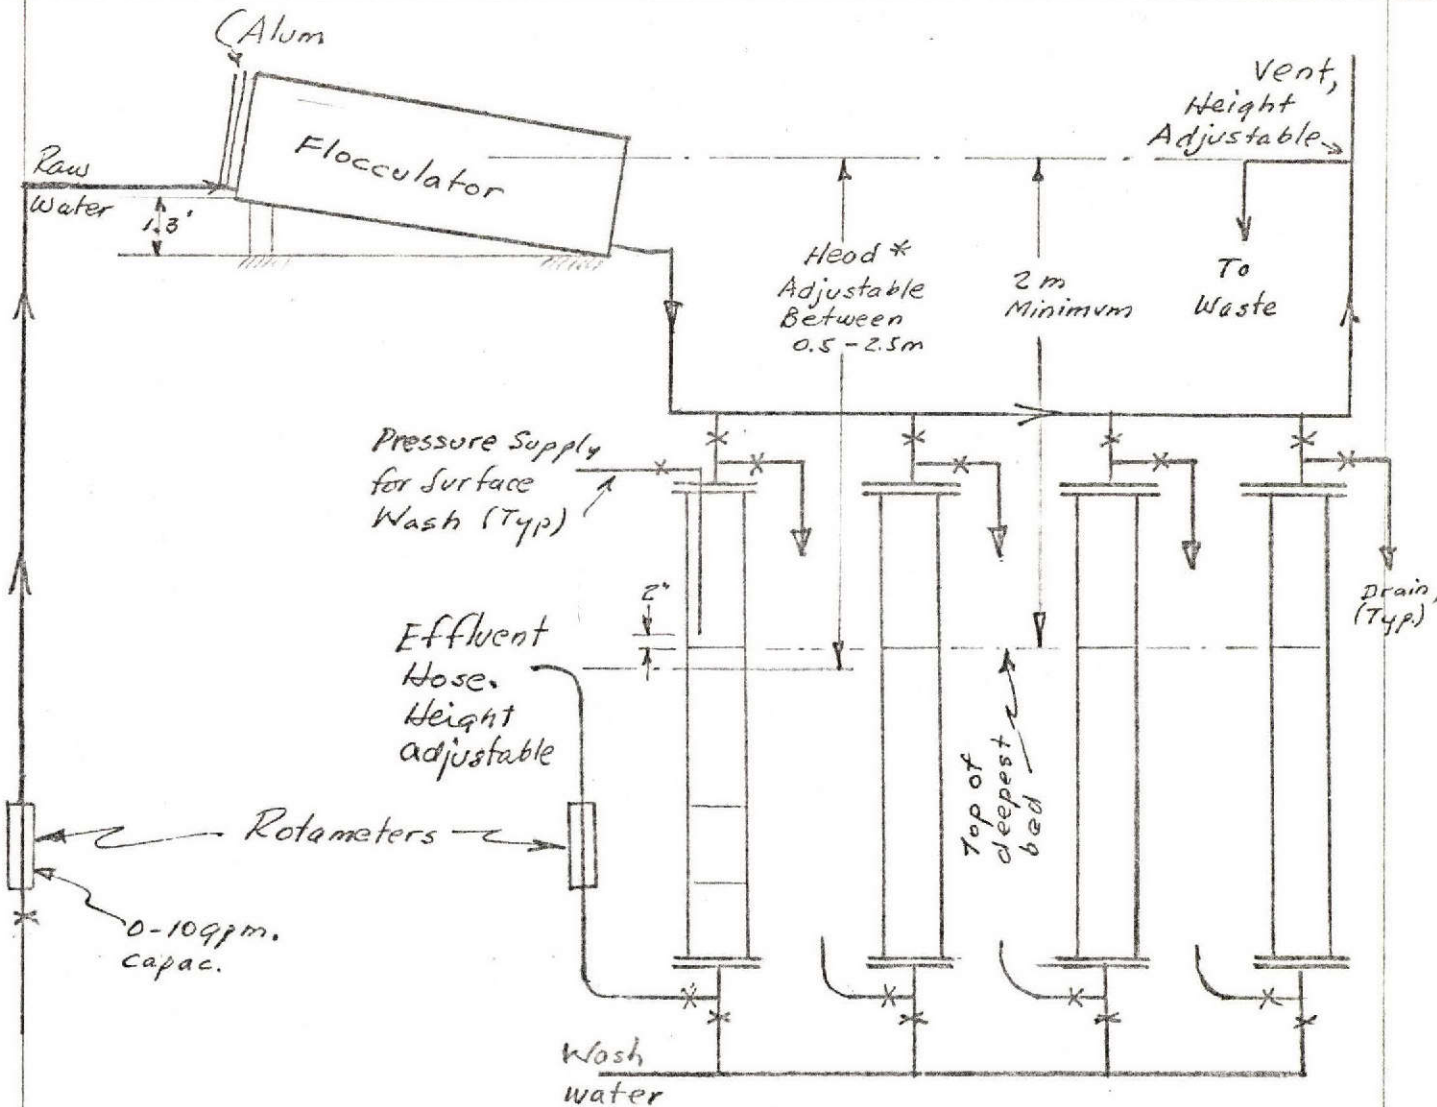 Alum
Flocculator
Raw
Water
1.3'
Vent,
Height
Adjustable
To
Waste
Head *
Adjustable
Between
0.5 - 2.5m
2 m
Minimum
Pressure Supply
for Surface
Wash (Typ)
2"
Effluent
Hose.
Height
adjustable
Drain,
(Typ.)
Top of
deepest
bed
Rotameters
0-10gpm.
capac.
Wash
water